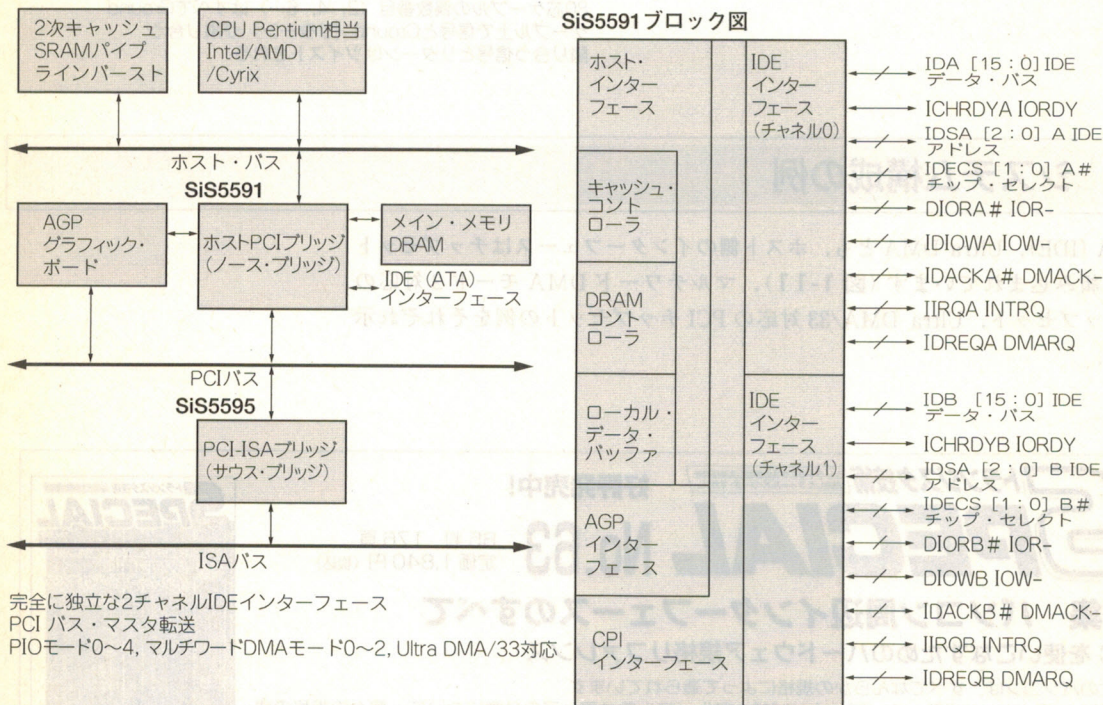 2次キャッシュ
SRAMパイプ
ラインバースト
CPU Pentium相当
Intel/AMD
/Cyrix
ホスト・バス
SiS5591
AGP
グラフィック・
ボード
ホストPCIブリッジ
(ノース・ブリッジ)
メイン・メモリ
DRAM
IDE (ATA)
インターフェース
PCIバス
SiS5595
PCI-ISAブリッジ
(サウス・ブリッジ)
ISAバス
完全に独立な2チャネルIDEインターフェース
PCI バス・マスタ転送
PIOモード0〜4, マルチワードDMAモード0〜2, Ultra DMA/33対応
SiS5591ブロック図
ホスト・
インター
フェース
キャッシュ・
コント
ローラ
DRAM
コント
ローラ
ローカル・
データ・
バッファ
AGP
インター
フェース
CPI
インターフェース
IDE
インター
フェース
(チャネル0)
IDE
インター
フェース
(チャネル1)
IDA [15:0] IDE
データ・バス
ICHRDYA IORDY
IDSA [2:0] A IDE
アドレス
IDECS [1:0] A#
チップ・セレクト
DIORA# IOR-
IDIOWA IOW-
IDACKA# DMACK-
IIRQA INTRQ
IDREQA DMARQ
IDB [15:0] IDE
データ・バス
ICHRDYB IORDY
IDSA [2:0] B IDE
アドレス
IDECS [1:0] B#
チップ・セレクト
DIORB# IOR-
DIOWB IOW-
IDACKB# DMACK-
IIRQB INTRQ
IDREQB DMARQ